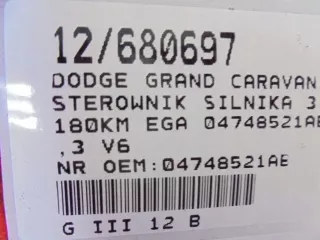 12/680697
DODGE GRAND CARAVAN
STEROWNIK SILNIKA 3
180KM EGA 04748521AE
,3 V6
NR OEM:04748521AE
G III 12 B